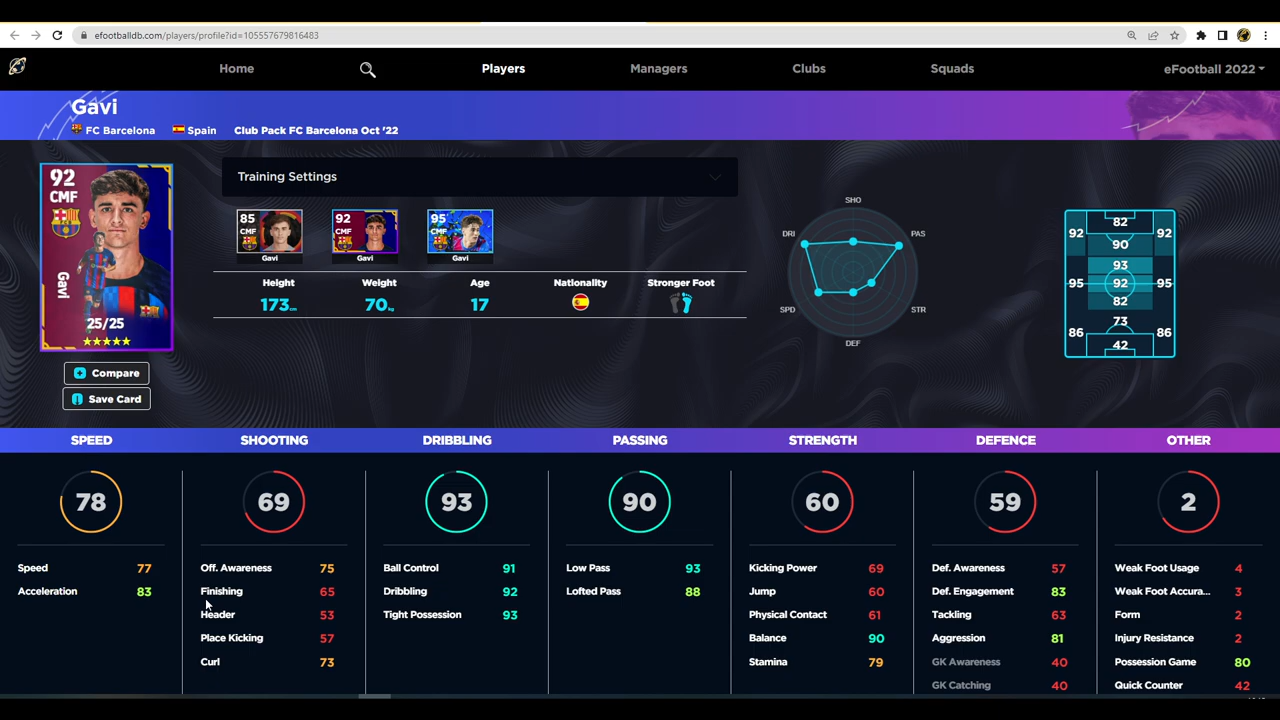 efootballdb.com/players/profile?id=105557679816483
Home
Players
Managers
Clubs
Squads
eFootball 2022
Gavi
FC Barcelona
Spain
Club Pack FC Barcelona Oct '22
92
CMF
Gavi
25/25
Compare
Save Card
Training Settings
85
CMF
Gavi
92
CMF
Gavi
95
CMF
Gavi
Height
Weight
Age
Nationality
Stronger Foot
173cm
70kg
17
SHO
PAS
STR
DEF
SPD
DRI
82
92
90
92
93
95
92
95
82
73
86
86
42
SPEED
SHOOTING
DRIBBLING
PASSING
STRENGTH
DEFENCE
OTHER
78
69
93
90
60
59
2
Speed 77
Acceleration 83
Off. Awareness 75
Finishing 65
Header 53
Place Kicking 57
Curl 73
Ball Control 91
Dribbling 92
Tight Possession 93
Low Pass 93
Lofted Pass 88
Kicking Power 69
Jump 60
Physical Contact 61
Balance 90
Stamina 79
Def. Awareness 57
Def. Engagement 83
Tackling 63
Aggression 81
GK Awareness 40
GK Catching 40
Weak Foot Usage 4
Weak Foot Accura... 3
Form 2
Injury Resistance 2
Possession Game 80
Quick Counter 42